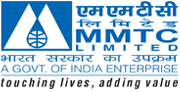 एमएमटीसी
लिमिटेड
MMTC
LIMITED
भारत सरकार का उपक्रम
A GOVT. OF INDIA ENTERPRISE
touching lives, adding value